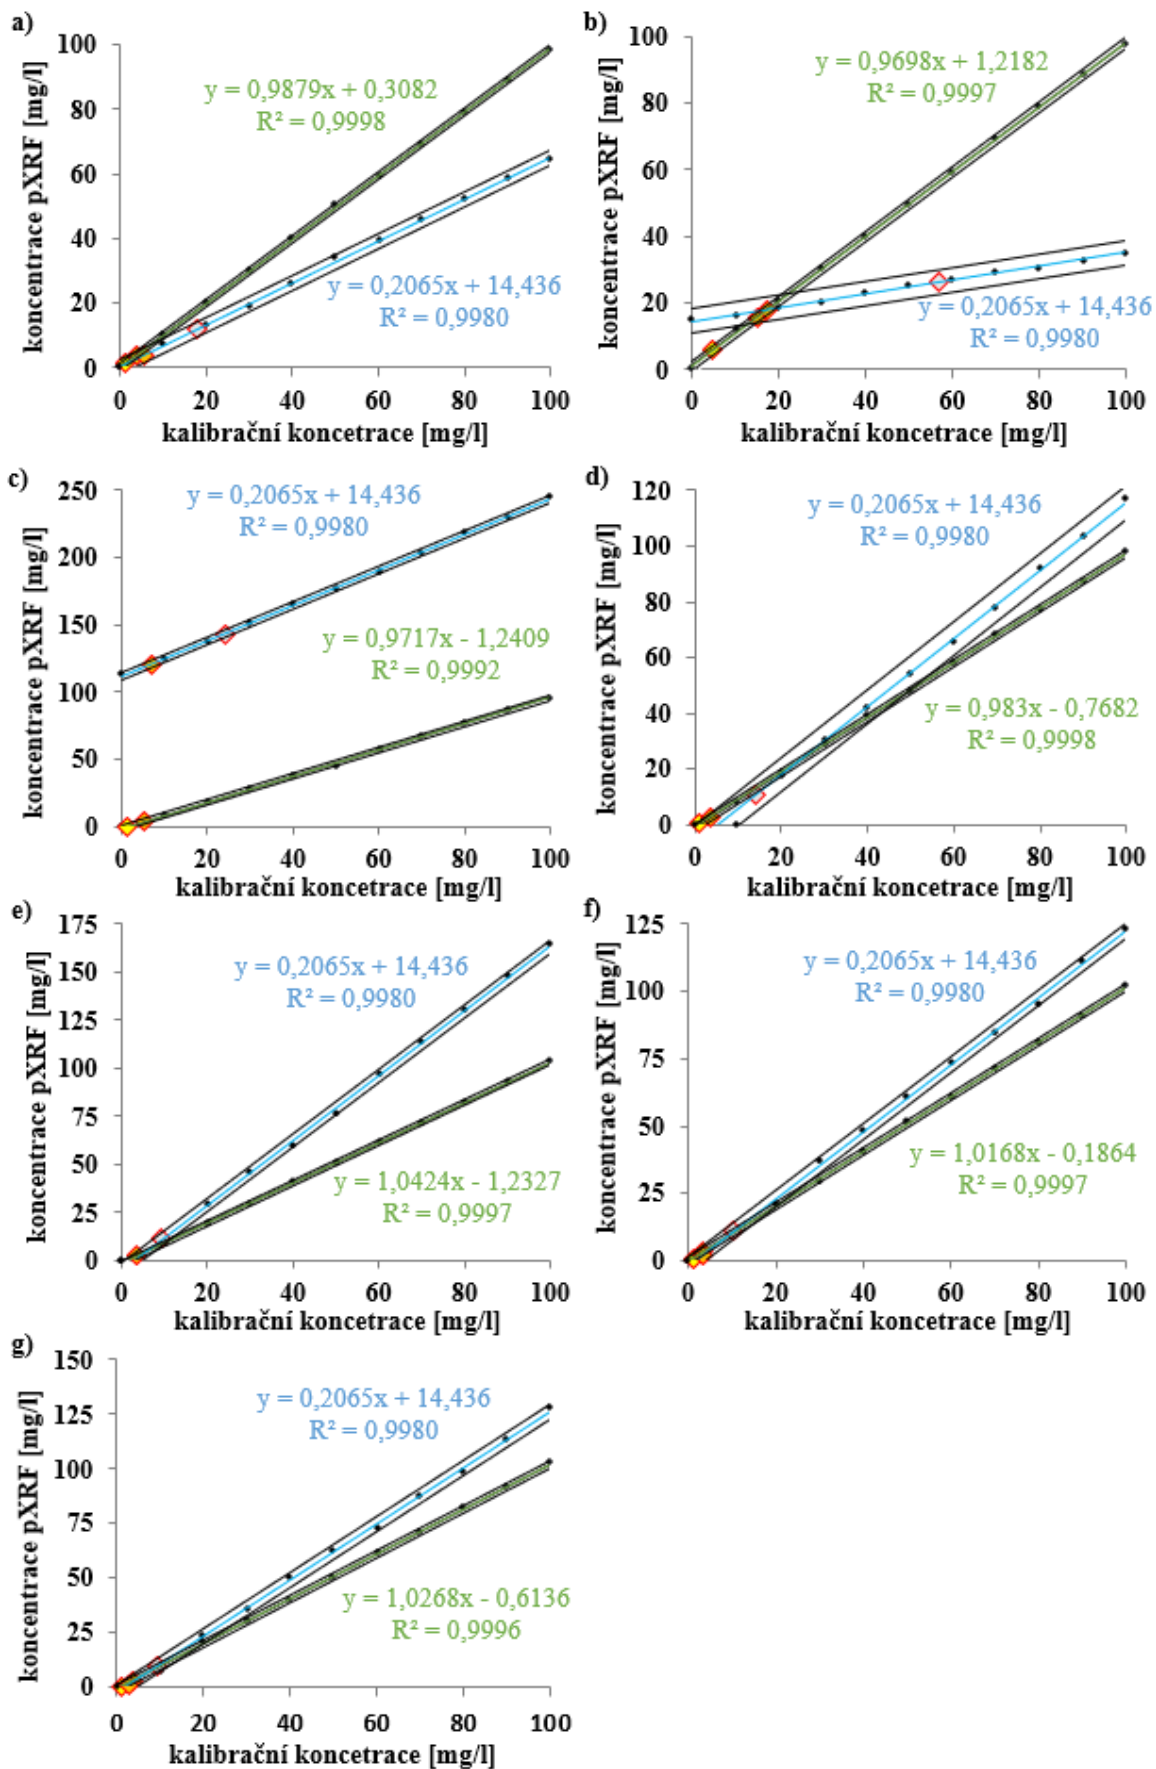 a)
koncentrace pXRF [mg/l]
100
80
60
40
20
0
y = 0,9879x + 0,3082
R² = 0,9998
y = 0,2065x + 14,436
R² = 0,9980
0 20 40 60 80 100
kalibrační koncetrace [mg/l]
b)
koncentrace pXRF [mg/l]
100
80
60
40
20
0
y = 0,9698x + 1,2182
R² = 0,9997
y = 0,2065x + 14,436
R² = 0,9980
0 20 40 60 80 100
kalibrační koncetrace [mg/l]
c)
koncentrace pXRF [mg/l]
250
200
150
100
50
0
y = 0,2065x + 14,436
R² = 0,9980
y = 0,9717x - 1,2409
R² = 0,9992
0 20 40 60 80 100
kalibrační koncetrace [mg/l]
d)
koncentrace pXRF [mg/l]
120
100
80
60
40
20
0
y = 0,2065x + 14,436
R² = 0,9980
y = 0,983x - 0,7682
R² = 0,9998
0 20 40 60 80 100
kalibrační koncetrace [mg/l]
e)
koncentrace pXRF [mg/l]
175
150
125
100
75
50
25
0
y = 0,2065x + 14,436
R² = 0,9980
y = 1,0424x - 1,2327
R² = 0,9997
0 20 40 60 80 100
kalibrační koncetrace [mg/l]
f)
koncentrace pXRF [mg/l]
125
100
75
50
25
0
y = 0,2065x + 14,436
R² = 0,9980
y = 1,0168x - 0,1864
R² = 0,9997
0 20 40 60 80 100
kalibrační koncetrace [mg/l]
g)
koncentrace pXRF [mg/l]
150
125
100
75
50
25
0
y = 0,2065x + 14,436
R² = 0,9980
y = 1,0268x - 0,6136
R² = 0,9996
0 20 40 60 80 100
kalibrační koncetrace [mg/l]